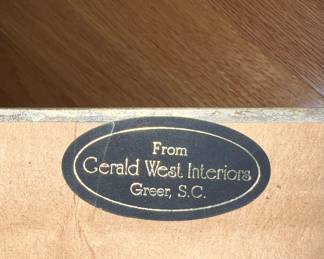 From
Gerald West Interiors
Greer, S.C.